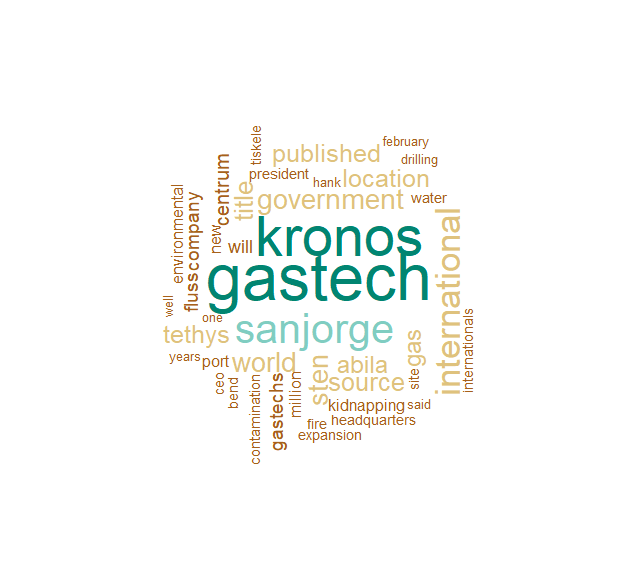 february
tiskele
published
drilling
president
hank
location
centrum
title
government
water
environmental
company
fluss
new
will
kronos
international
gastech
well
one
tethys
sanjorge
gas
internationals
years
port
world
abila
site
ceo
bend
sten
source
contamination
gastechs
million
kidnapping
said
fire
headquarters
expansion